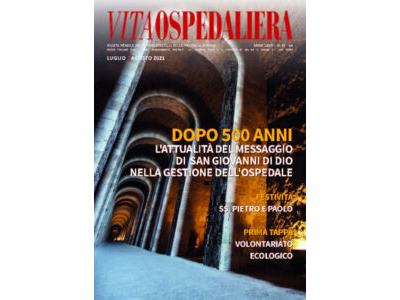 VITAOSPEDALIERA
LUGLIO AGOSTO 2021
DOPO 500 ANNI
L'ATTUALITÀ DEL MESSAGGIO
DI SAN GIOVANNI DI DIO
NELLA GESTIONE DELL'OSPEDALE
FESTIVITÀ
SS. PIETRO E PAOLO
PRIMA TAPPA
VOLONTARIATO
ECOLOGICO